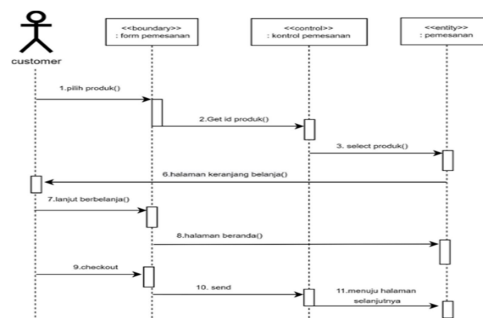 <<boundary>>
: form pemesanan
<<control>>
: kontrol pemesanan
<<entity>>
: pemesanan
customer
1.pilih produk()
2.Get id produk()
3. select produk()
6.halaman keranjang belanja()
7.lanjut berbelanja()
8.halaman beranda()
9.checkout
10. send
11.menuju halaman
selanjutnya